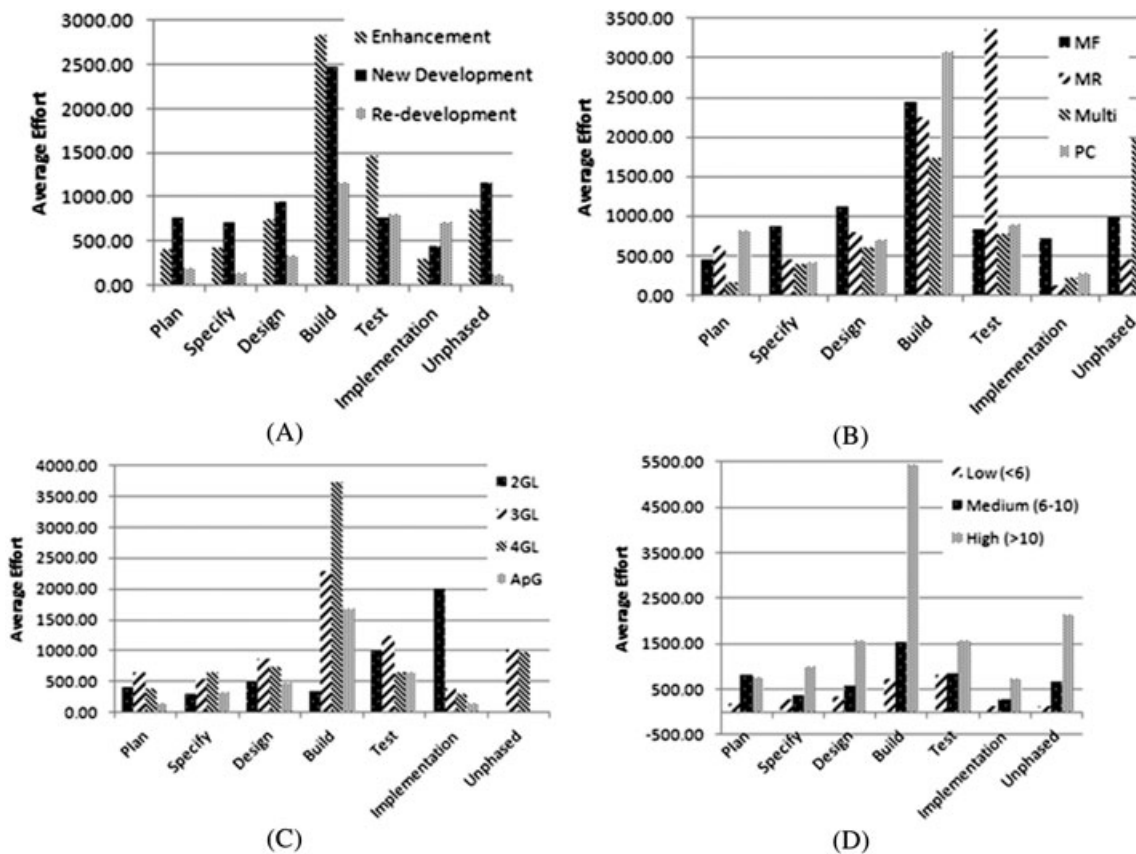 3000.00
2500.00
2000.00
1500.00
1000.00
500.00
0.00
Average Effort
Enhancement
New Development
Re-development
Plan
Specify
Design
Build
Test
Implementation
Unphased
(A)
3500.00
3000.00
2500.00
2000.00
1500.00
1000.00
500.00
0.00
Average Effort
MF
MR
Multi
PC
Plan
Specify
Design
Build
Test
Implementation
Unphased
(B)
4000.00
3500.00
3000.00
2500.00
2000.00
1500.00
1000.00
500.00
0.00
Average Effort
2GL
3GL
4GL
ApG
Plan
Specify
Design
Build
Test
Implementation
Unphased
(C)
5500.00
4500.00
3500.00
2500.00
1500.00
500.00
-500.00
Average Effort
Low (<6)
Medium (6-10)
High (>10)
Plan
Specify
Design
Build
Test
Implementation
Unphased
(D)